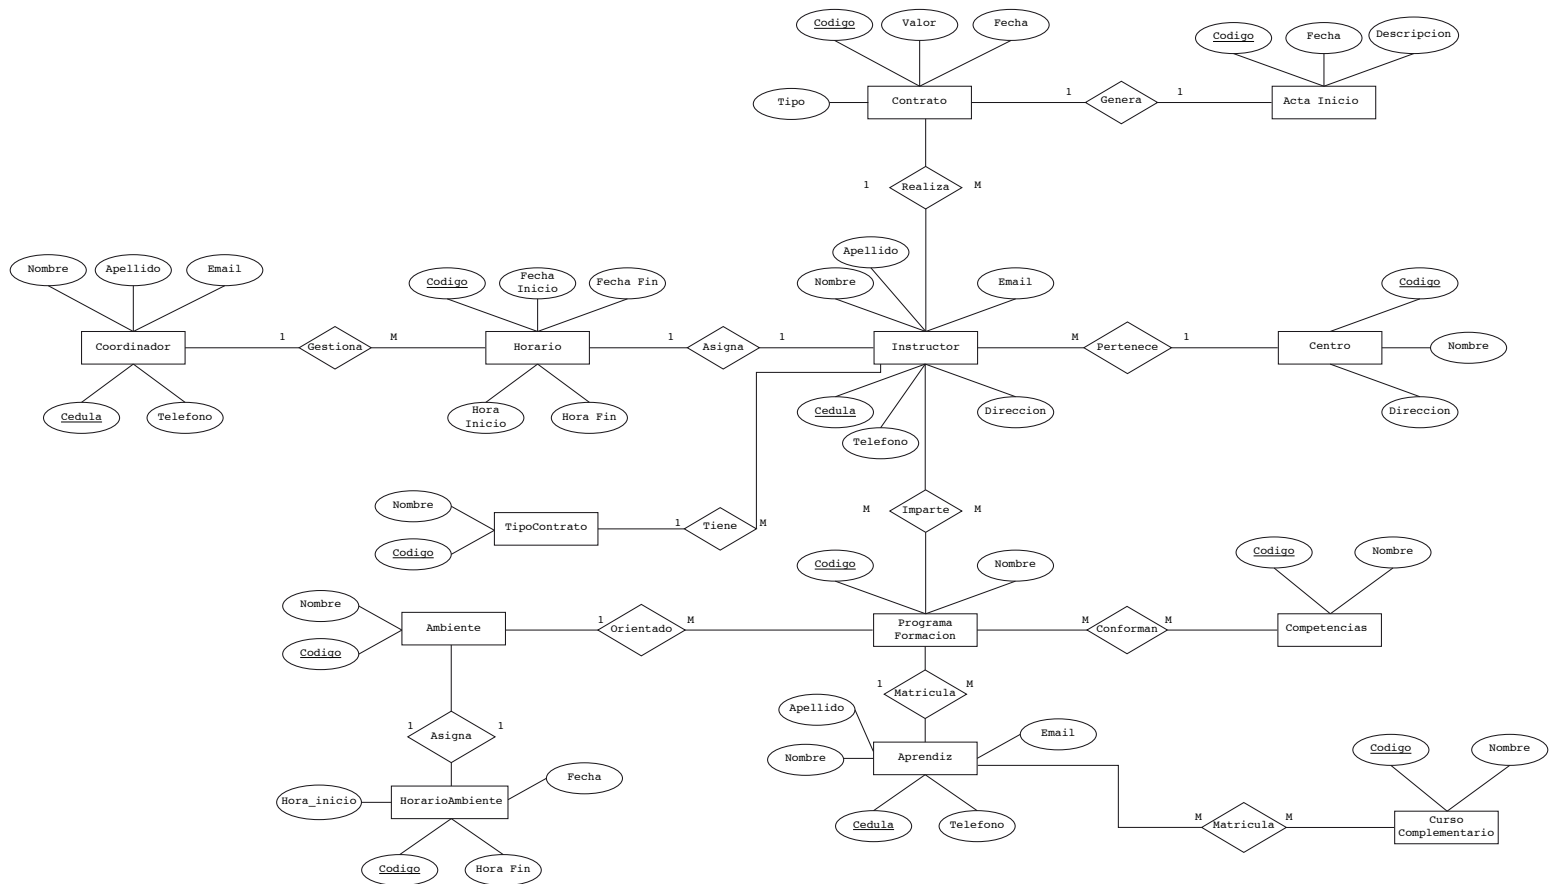 Codigo
Valor
Fecha
Codigo
Fecha
Descripcion
Tipo
Contrato
1
Genera
1
Acta Inicio
1
Realiza
M
Nombre
Apellido
Email
Codigo
Fecha
Inicio
Fecha Fin
Apellido
Nombre
Email
Codigo
Coordinador
1
Gestiona
M
Horario
1
Asigna
1
Instructor
M
Pertenece
1
Centro
Nombre
Cedula
Telefono
Hora
Inicio
Hora Fin
Cedula
Telefono
Direccion
Direccion
Nombre
Codigo
TipoContrato
1
Tiene
M
M
Imparte
M
Codigo
Nombre
Codigo
Nombre
Nombre
Codigo
Ambiente
1
Orientado
M
Programa
Formacion
M
Conforman
M
Competencias
1
Matricula
M
1
Asigna
1
Apellido
Nombre
Aprendiz
Email
Cedula
Telefono
Codigo
Nombre
M
Matricula
M
Curso
Complementario
Hora_inicio
HorarioAmbiente
Fecha
Codigo
Hora Fin